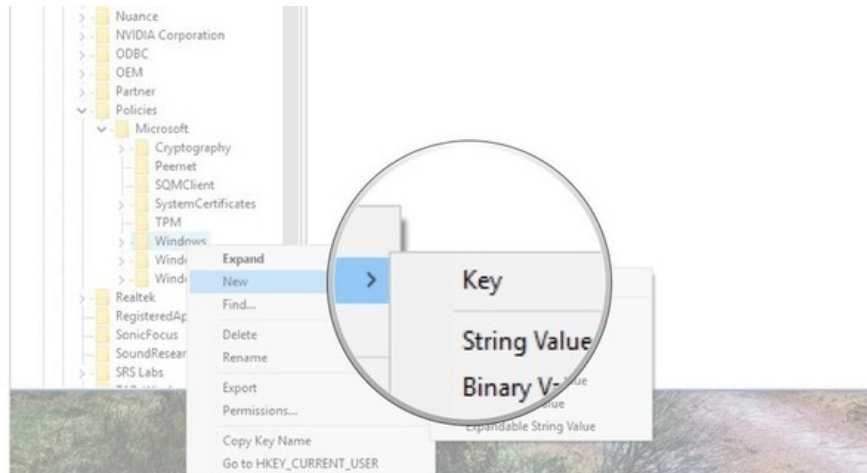 Nuance
NVIDIA Corporation
ODBC
OEM
Partner
Policies
Microsoft
Cryptography
Peernet
SQMClient
SystemCertificates
TPM
Windows
Expand
New
Find...
Delete
Rename
Export
Permissions...
Copy Key Name
Go to HKEY_CURRENT_USER
Realtek
SonicFocus
SRS Labs
Key
String Value
Binary
Expandable String Value